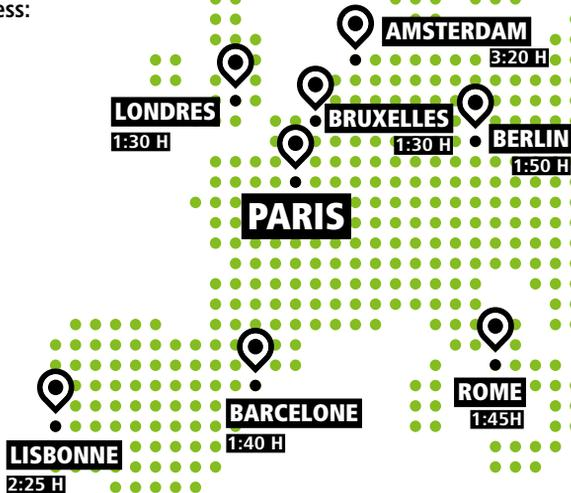 ess:
AMSTERDAM
3:20 H
LONDRES
1:30 H
BRUXELLES
1:30 H
BERLIN
1:50 H
PARIS
ROME
1:45H
BARCELONE
1:40 H
LISBONNE
2:25 H